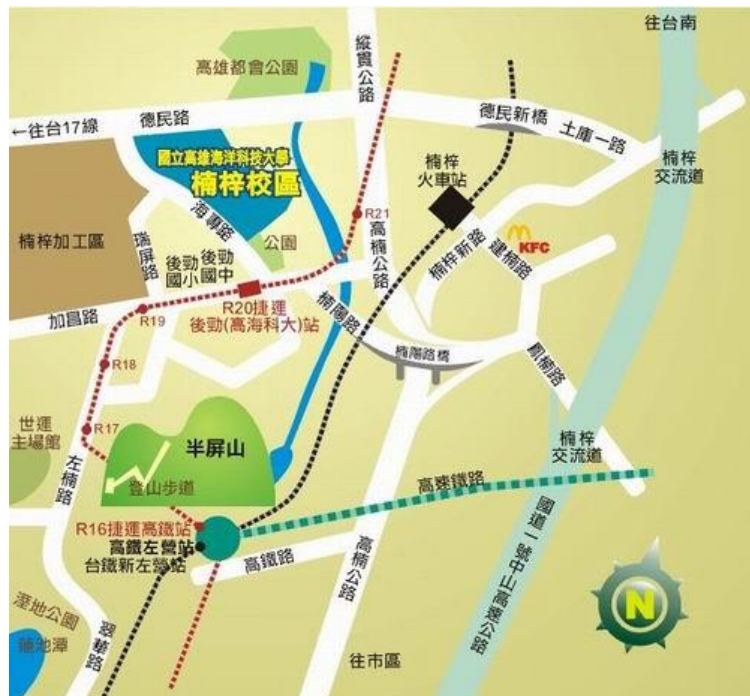 往台南
縱貫公路
高雄都會公園
德民路
德民新橋
土庫一路
←往台17線
國立高雄海洋科技大學
楠梓校區
楠梓
火車站
楠梓
交流道
海專路
R21
高楠公路
楠梓新路
建楠路
KFC
楠梓加工區
瑞屏路
後勁
國小
後勁
國中
公園
R20捷運
後勁(高海科大)站
楠陽路
加昌路
R19
楠陽路橋
鳳楠路
R18
R17
世運
主場館
左楠路
半屏山
登山步道
楠梓
交流道
高速鐵路
R16捷運高鐵站
高鐵左營站
台鐵新左營站
高鐵路
高楠公路
國道一號中山高速公路
N
溼地公園
蓮池潭
翠華路
往市區